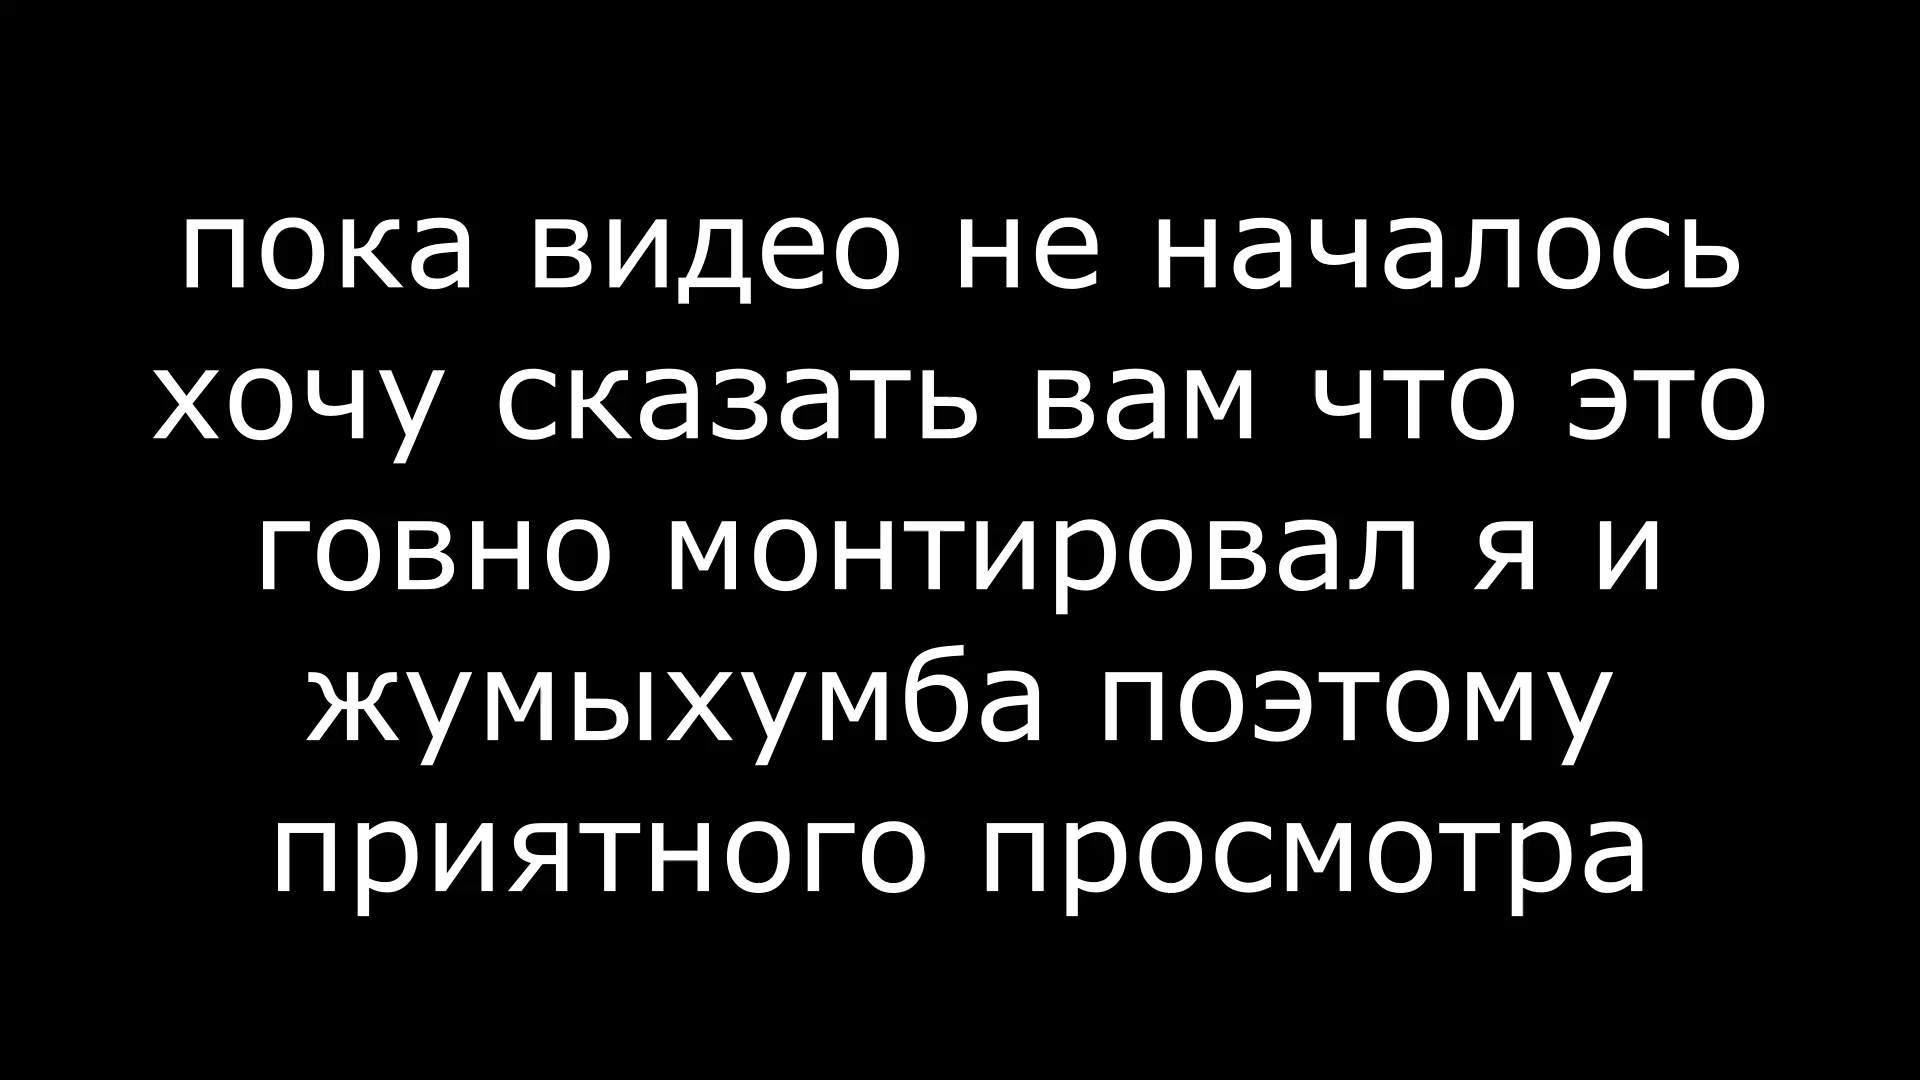 пока видео не началось
хочу сказать вам что это
говно монтировал я и
жумыхумба поэтому
приятного просмотра